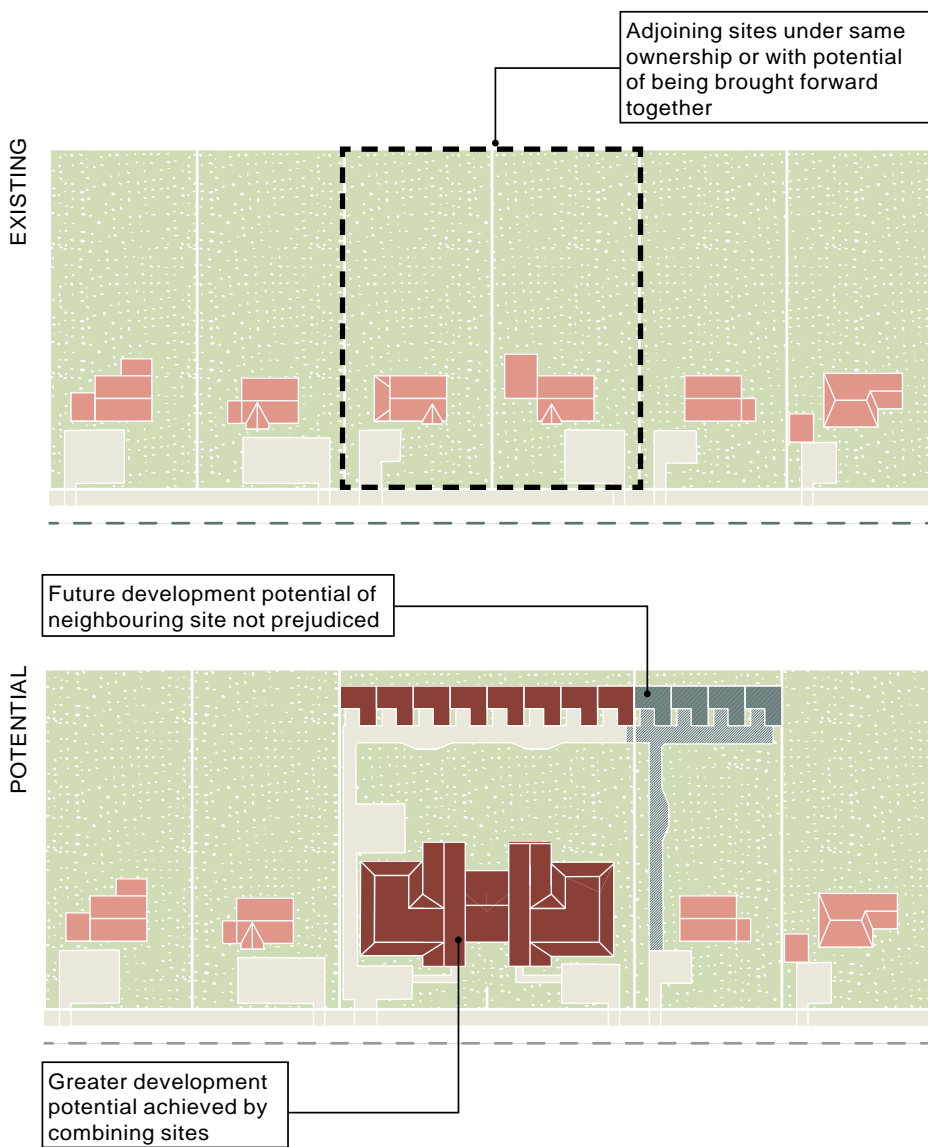 Adjoining sites under same
ownership or with potential
of being brought forward
together
EXISTING
Future development potential of
neighbouring site not prejudiced
POTENTIAL
Greater development
potential achieved by
combining sites